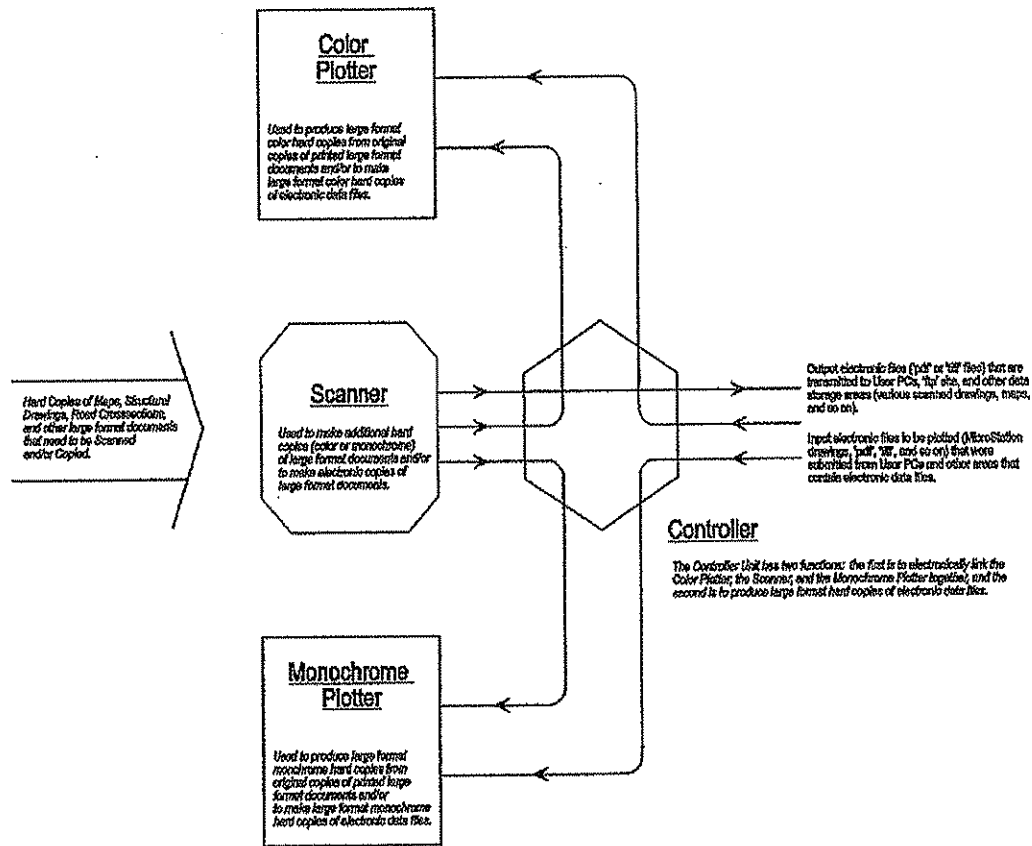 Color
Plotter
Used to produce large format
color hard copies from original
copies of printed large format
documents and/or to make
large format color hard copies
of electronic data files.
Hard Copies of Maps, Structural
Drawings, Road Crossections,
and other large format documents
that need to be Scanned
and/or Copied.
Scanner
Used to make additional hard
copies (color or monochrome)
of large format documents and/or
to make electronic copies of
large format documents.
Output electronic files ('pdf' or 'tiff' files) that are
transmitted to User PCs, 'ftp' site, and other data
storage areas (various scanned drawings, maps,
and so on).
Input electronic files to be plotted (MicroStation
drawings, 'pdf', 'tiff', and so on) that were
submitted from User PCs and other areas that
contain electronic data files.
Controller
The Controller Unit has two functions: the first is to electronically link the
Color Plotter, the Scanner, and the Monochrome Plotter together, and the
second is to produce large format hard copies of electronic data files.
Monochrome
Plotter
Used to produce large format
monochrome hard copies from
original copies of printed large
format documents and/or
to make large format monochrome
hard copies of electronic data files.